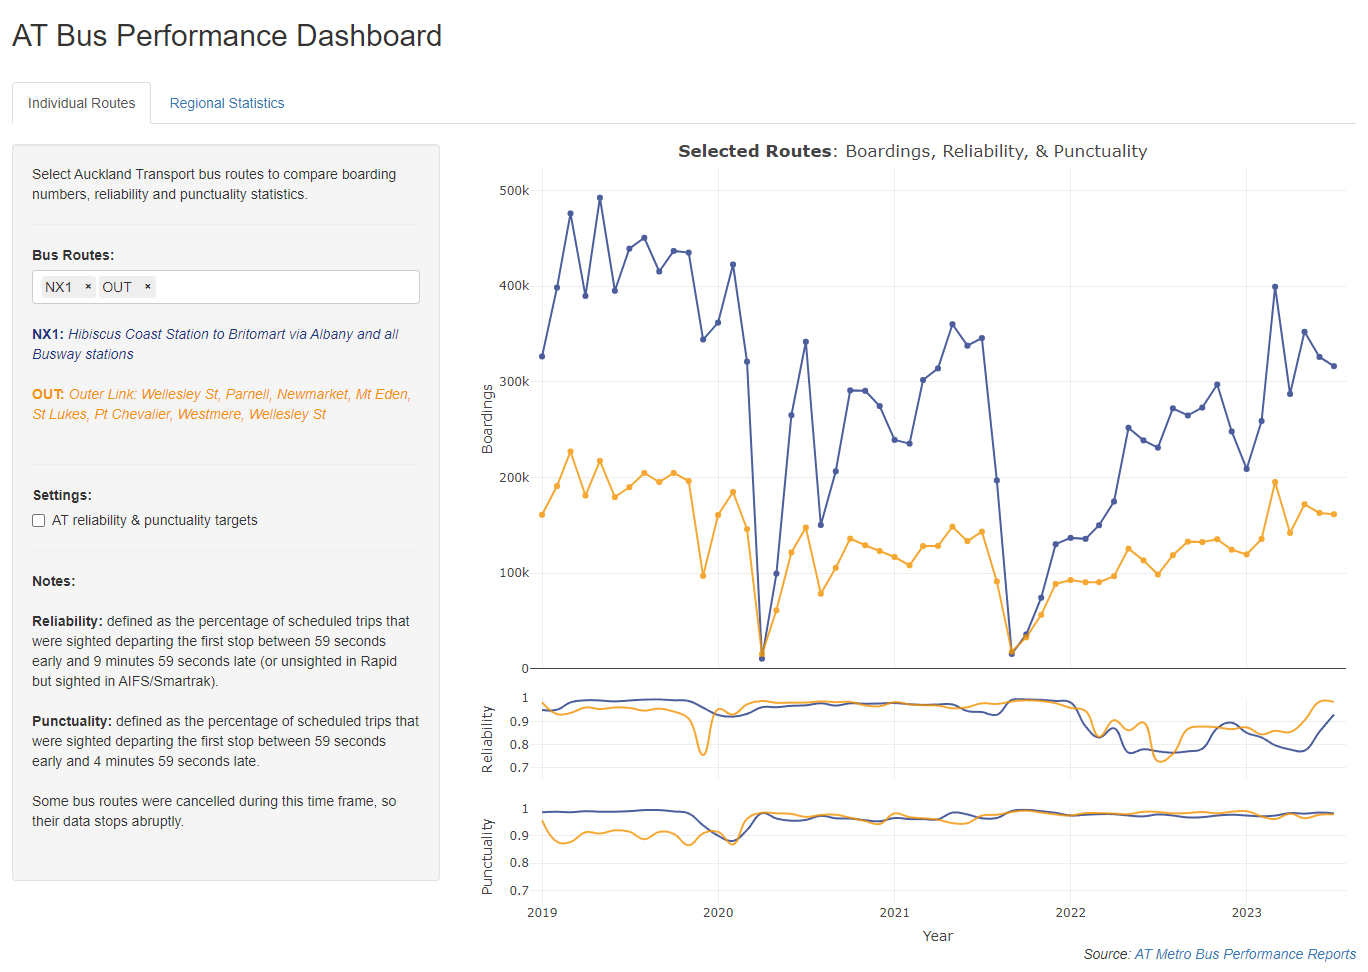 AT Bus Performance Dashboard
Individual Routes
Regional Statistics
Select Auckland Transport bus routes to compare boarding
numbers, reliability and punctuality statistics.
Bus Routes:
NX1 × OUT ×
NX1: Hibiscus Coast Station to Britomart via Albany and all
Busway stations
OUT: Outer Link: Wellesley St, Parnell, Newmarket, Mt Eden,
St Lukes, Pt Chevalier, Westmere, Wellesley St
Settings:
AT reliability & punctuality targets
Notes:
Reliability: defined as the percentage of scheduled trips that
were sighted departing the first stop between 59 seconds
early and 9 minutes 59 seconds late (or unsighted in Rapid
but sighted in AIFS/Smartrak).
Punctuality: defined as the percentage of scheduled trips that
were sighted departing the first stop between 59 seconds
early and 4 minutes 59 seconds late.
Some bus routes were cancelled during this time frame, so
their data stops abruptly.
Selected Routes: Boardings, Reliability, & Punctuality
Boardings
500k
400k
300k
200k
100k
0
Reliability
1
0.9
0.8
0.7
Punctuality
1
0.9
0.8
0.7
2019
2020
2021
2022
2023
Year
Source: AT Metro Bus Performance Reports